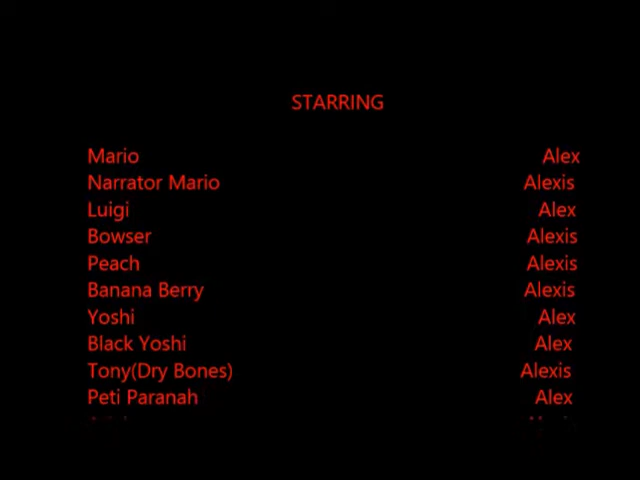 STARRING
Mario Alex
Narrator Mario Alexis
Luigi Alex
Bowser Alexis
Peach Alexis
Banana Berry Alexis
Yoshi Alex
Black Yoshi Alex
Tony(Dry Bones) Alexis
Peti Paranah Alex